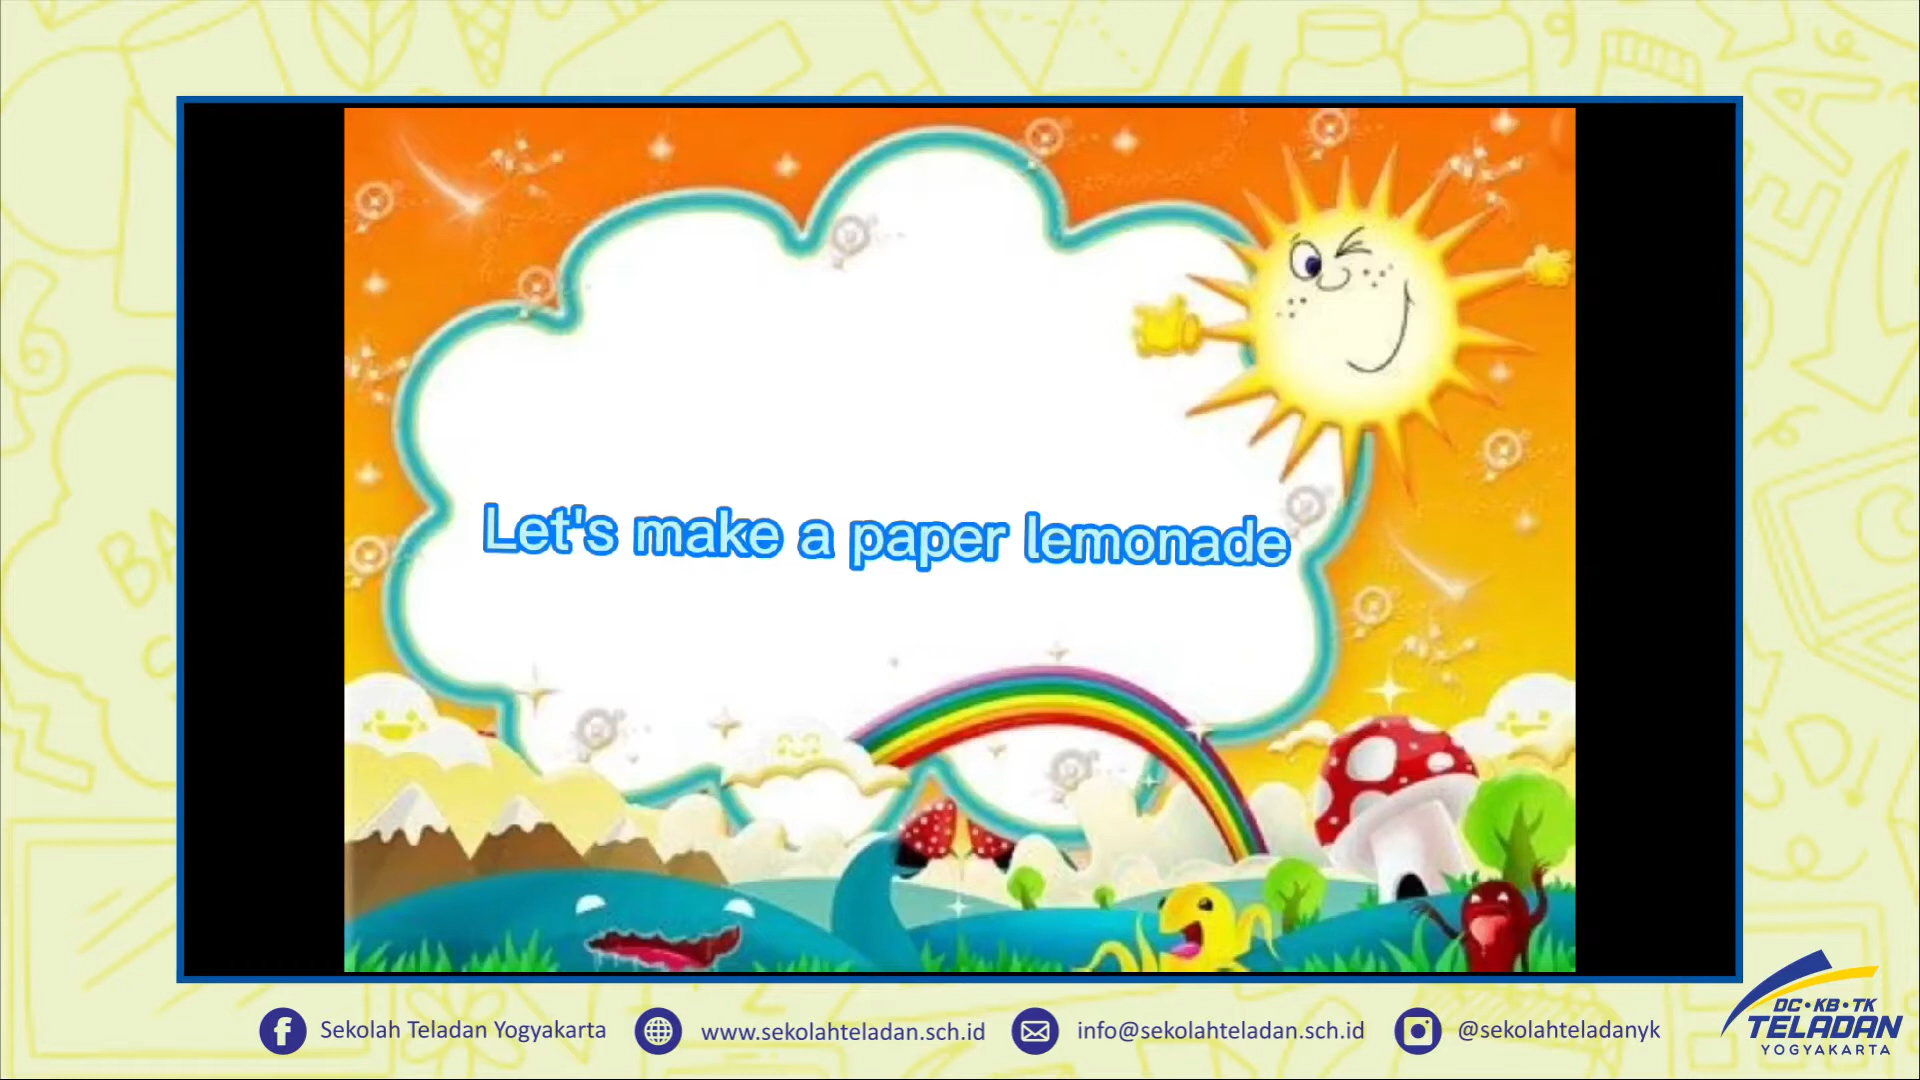 Let's make a paper lemonade
Sekolah Teladan Yogyakarta
www.sekolahteladan.sch.id
info@sekolahteladan.sch.id
@sekolahteladanyk
DC•KB•TK
TELADAN
YOGYAKARTA